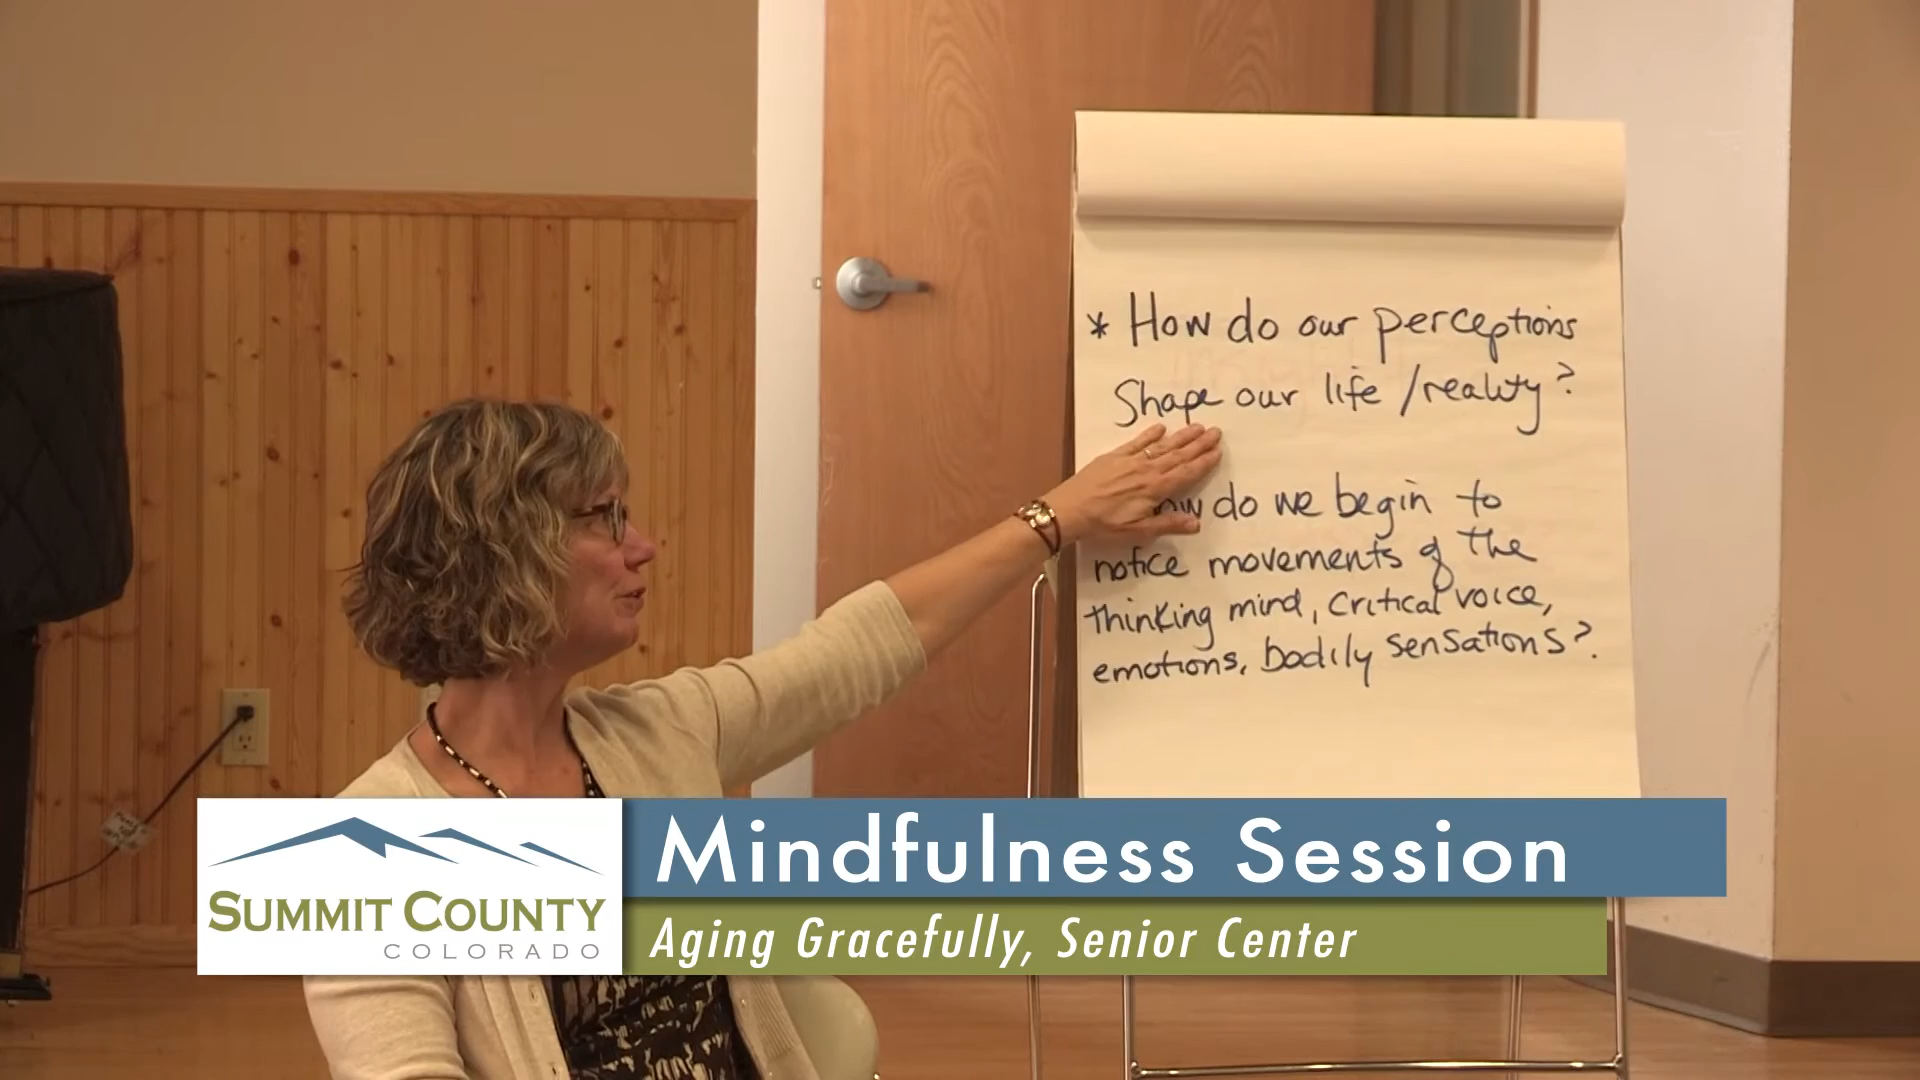 * How do our perceptions
Shape our life/reality?
do we begin to
notice movements of the
thinking mind, critical voice,
emotions, bodily sensations?
SUMMIT COUNTY
COLORADO
Mindfulness Session
Aging Gracefully, Senior Center